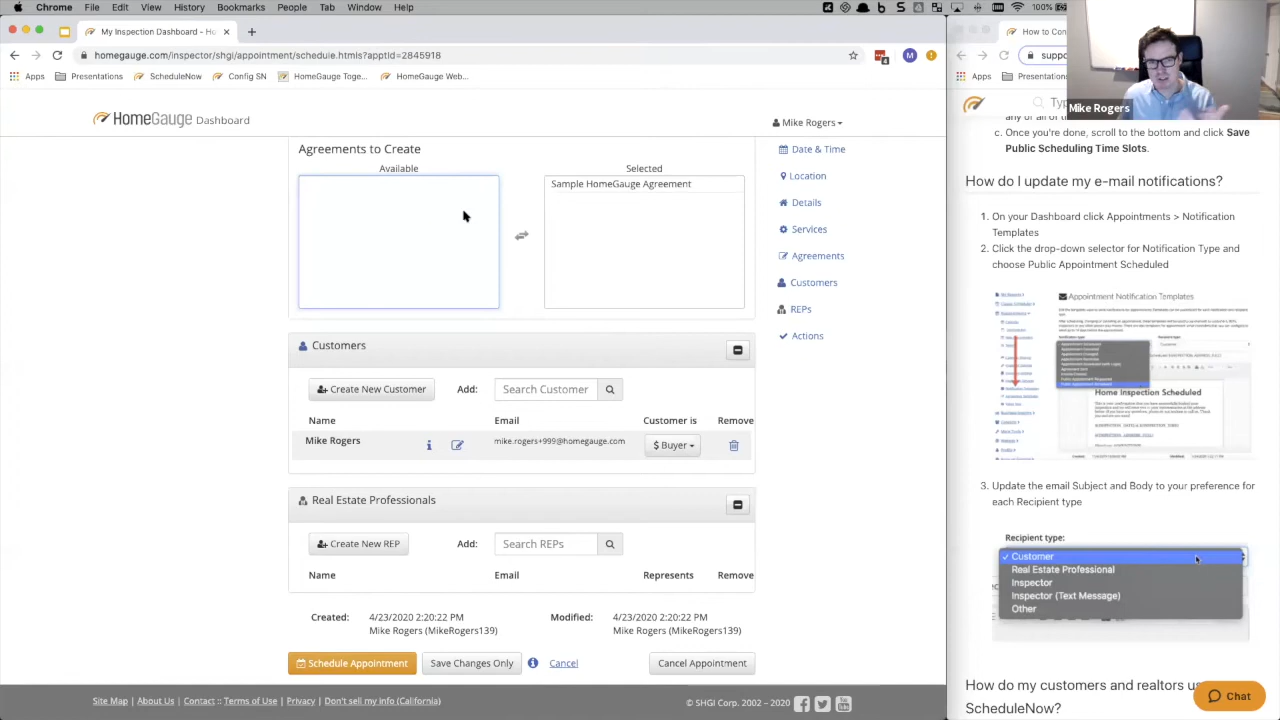 Chrome File Edit View History Bookmarks People Tab Window Help
My Inspection Dashboard - Ho
homegauge.com/inspector/shgi/appointment/schedule.html;apptid=2845918
Apps Presentations ScheduleNow Config SN HomeGauge Toge... HomeGauge:Web...
HomeGauge Dashboard
Mike Rogers
Agreements to Create
Available
Selected
Sample HomeGauge Agreement
Date & Time
Location
Details
Services
Agreements
Customers
REPs
Actions
Customers
Create New Customer
Add:
Search Customers
Name Email Customer is Remove
Mike Rogers
mike.rogers@homegauge.com
Buyer
Real Estate Professionals
Create New REP
Add:
Search REPs
Name Email Represents Remove
Created: 4/23/2020 2:20:22 PM
Mike Rogers (MikeRogers139)
Modified: 4/23/2020 2:20:22 PM
Mike Rogers (MikeRogers139)
Schedule Appointment Save Changes Only Cancel Cancel Appointment
Site Map | About Us | Contact :: Terms of Use | Privacy | Don't sell my Info (California)
© SHGI Corp. 2002 – 2020
How to Con
suppo
Apps Presentations
Mike Rogers
any of all of
c. Once you're done, scroll to the bottom and click Save
Public Scheduling Time Slots.
How do I update my e-mail notifications?
1. On your Dashboard click Appointments > Notification
Templates
2. Click the drop-down selector for Notification Type and
choose Public Appointment Scheduled
Appointment Notification Templates
Home Inspection Scheduled
3. Update the email Subject and Body to your preference for
each Recipient type
Recipient type:
✓ Customer
Real Estate Professional
Inspector
Inspector (Text Message)
Other
How do my customers and realtors us
ScheduleNow?
Chat